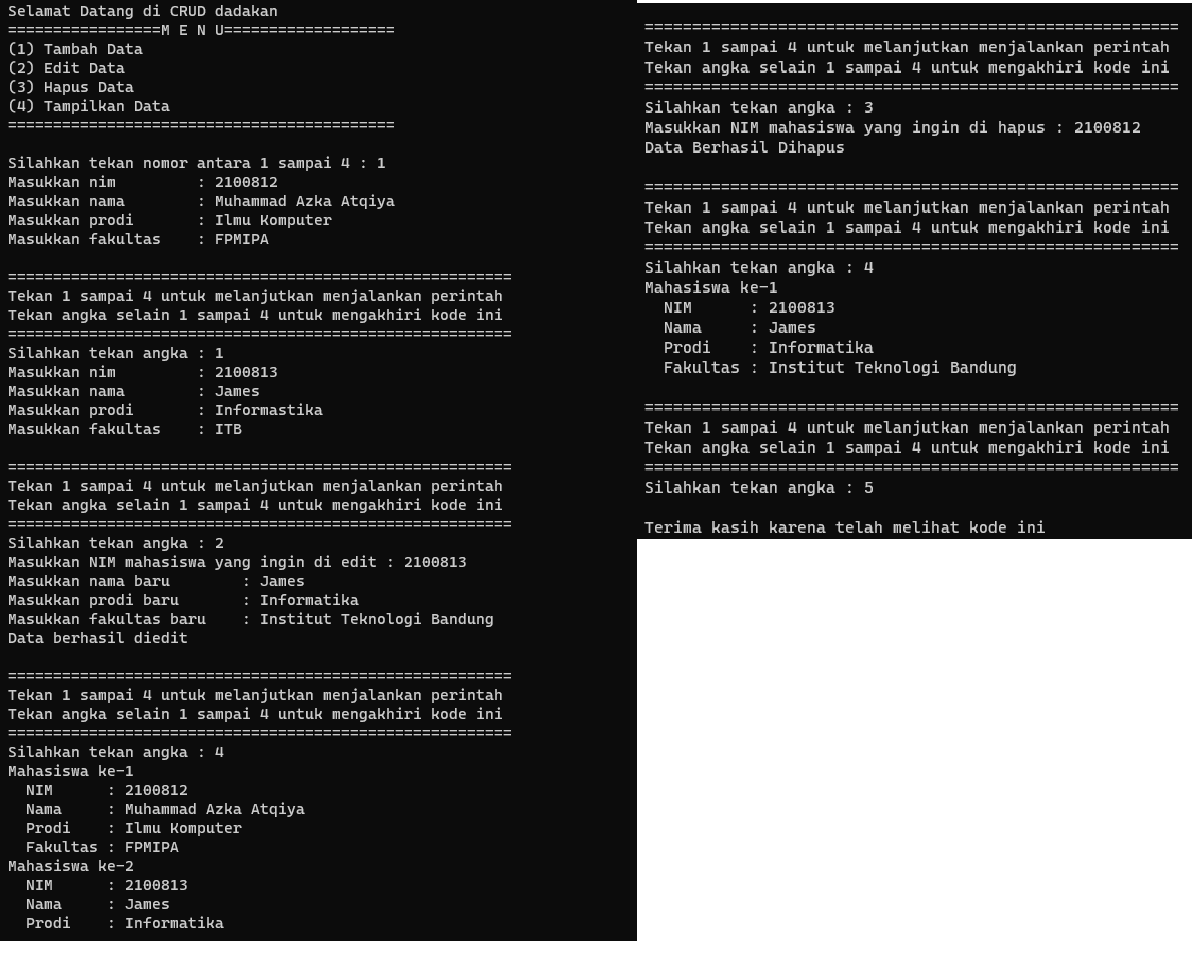 Selamat Datang di CRUD dadakan
=================M E N U===================
(1) Tambah Data
(2) Edit Data
(3) Hapus Data
(4) Tampilkan Data
===========================================
Silahkan tekan nomor antara 1 sampai 4 : 1
Masukkan nim         : 2100812
Masukkan nama        : Muhammad Azka Atqiya
Masukkan prodi       : Ilmu Komputer
Masukkan fakultas    : FPMIPA
========================================================
Tekan 1 sampai 4 untuk melanjutkan menjalankan perintah
Tekan angka selain 1 sampai 4 untuk mengakhiri kode ini
========================================================
Silahkan tekan angka : 1
Masukkan nim         : 2100813
Masukkan nama        : James
Masukkan prodi       : Informastika
Masukkan fakultas    : ITB
========================================================
Tekan 1 sampai 4 untuk melanjutkan menjalankan perintah
Tekan angka selain 1 sampai 4 untuk mengakhiri kode ini
========================================================
Silahkan tekan angka : 2
Masukkan NIM mahasiswa yang ingin di edit : 2100813
Masukkan nama baru        : James
Masukkan prodi baru       : Informatika
Masukkan fakultas baru    : Institut Teknologi Bandung
Data berhasil diedit
========================================================
Tekan 1 sampai 4 untuk melanjutkan menjalankan perintah
Tekan angka selain 1 sampai 4 untuk mengakhiri kode ini
========================================================
Silahkan tekan angka : 4
Mahasiswa ke-1
  NIM      : 2100812
  Nama     : Muhammad Azka Atqiya
  Prodi    : Ilmu Komputer
  Fakultas : FPMIPA
Mahasiswa ke-2
  NIM      : 2100813
  Nama     : James
  Prodi    : Informatika
========================================================
Tekan 1 sampai 4 untuk melanjutkan menjalankan perintah
Tekan angka selain 1 sampai 4 untuk mengakhiri kode ini
========================================================
Silahkan tekan angka : 3
Masukkan NIM mahasiswa yang ingin di hapus : 2100812
Data Berhasil Dihapus
========================================================
Tekan 1 sampai 4 untuk melanjutkan menjalankan perintah
Tekan angka selain 1 sampai 4 untuk mengakhiri kode ini
========================================================
Silahkan tekan angka : 4
Mahasiswa ke-1
  NIM      : 2100813
  Nama     : James
  Prodi    : Informatika
  Fakultas : Institut Teknologi Bandung
========================================================
Tekan 1 sampai 4 untuk melanjutkan menjalankan perintah
Tekan angka selain 1 sampai 4 untuk mengakhiri kode ini
========================================================
Silahkan tekan angka : 5
Terima kasih karena telah melihat kode ini